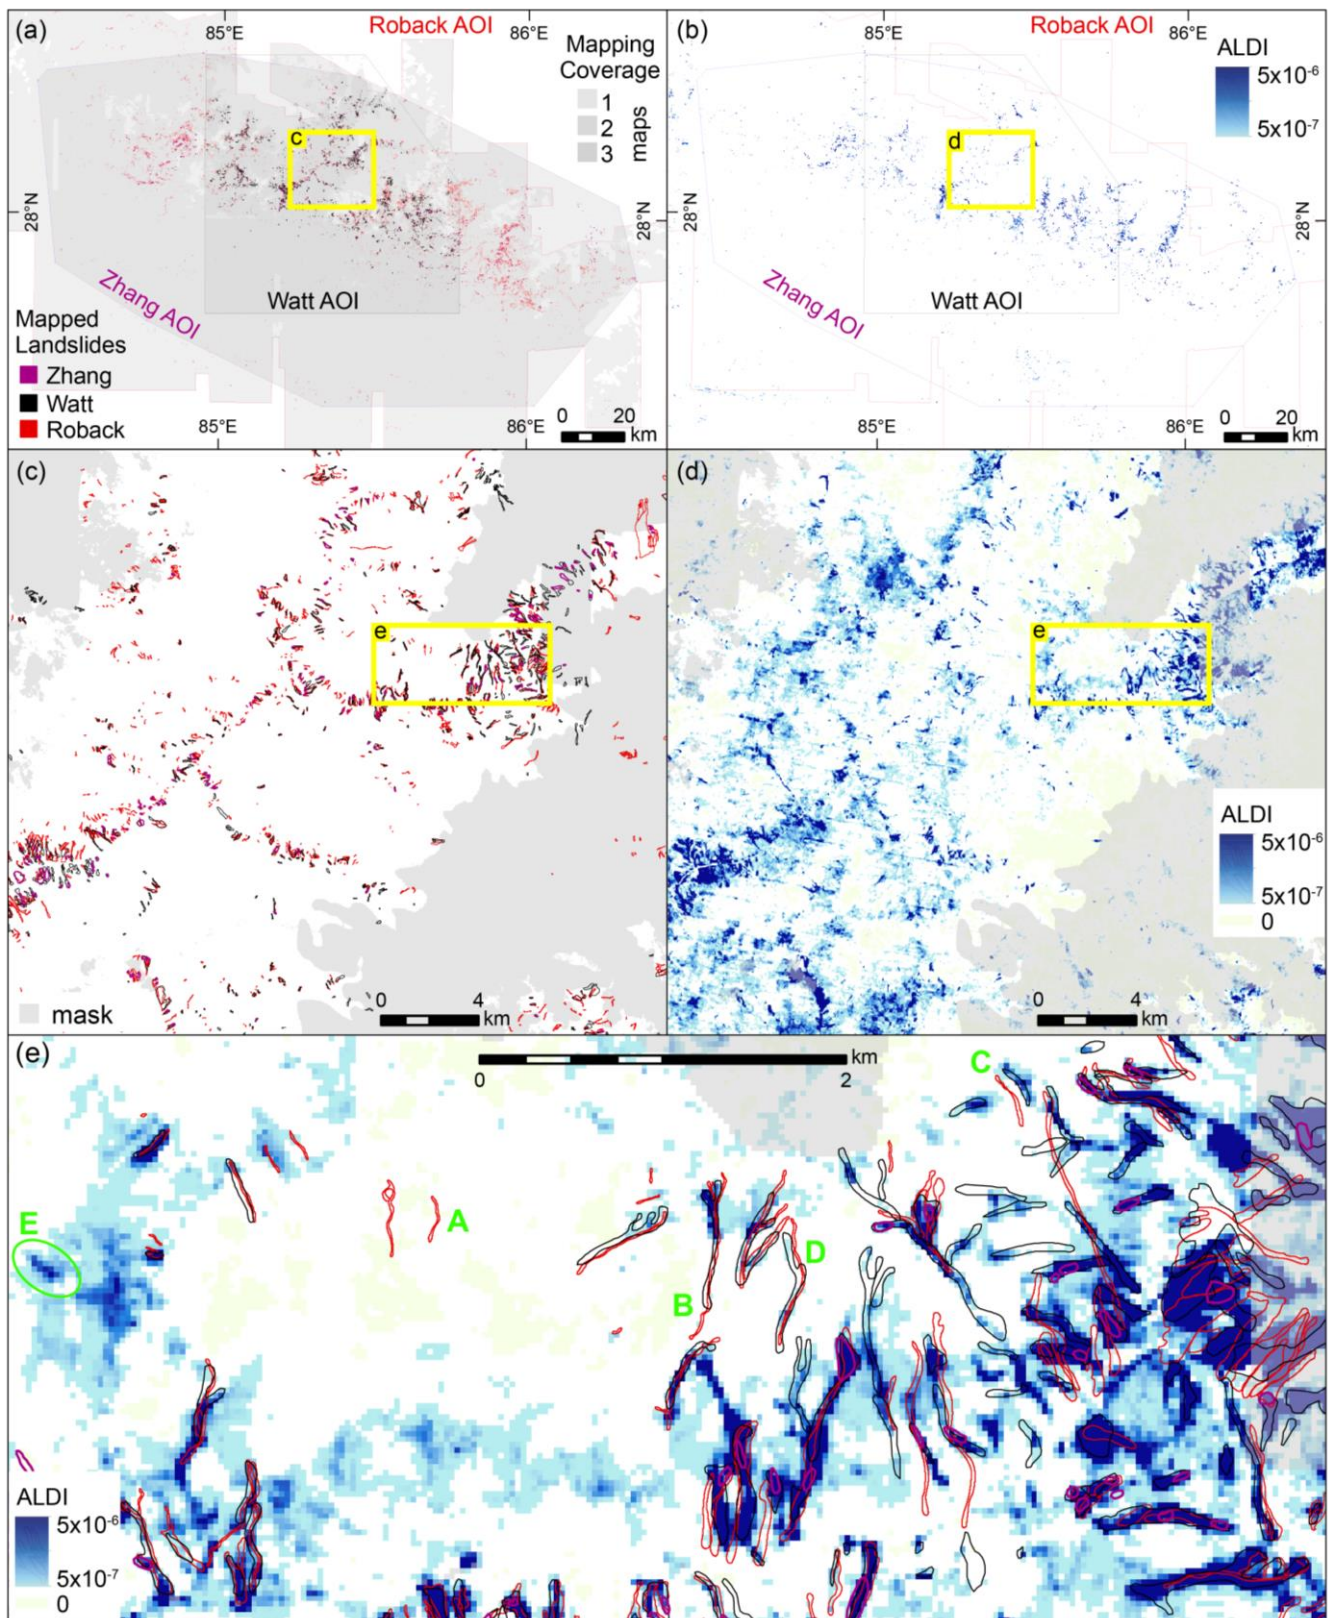 (a)
85°E
Roback AOI
86°E
Mapping
Coverage
1
2
3
maps
c
28°N
28°N
Zhang AOI
Watt AOI
Mapped
Landslides
Zhang
Watt
Roback
85°E
86°E
0 20
km
(b)
85°E
Roback AOI
86°E
ALDI
5x10⁻⁶
5x10⁻⁷
d
28°N
Zhang AOI
Watt AOI
85°E
86°E
0 20
km
(c)
e
mask
0 4
km
(d)
e
ALDI
5x10⁻⁶
5x10⁻⁷
0
0 4
km
(e)
km
0 2
C
A
E
D
B
ALDI
5x10⁻⁶
5x10⁻⁷
0